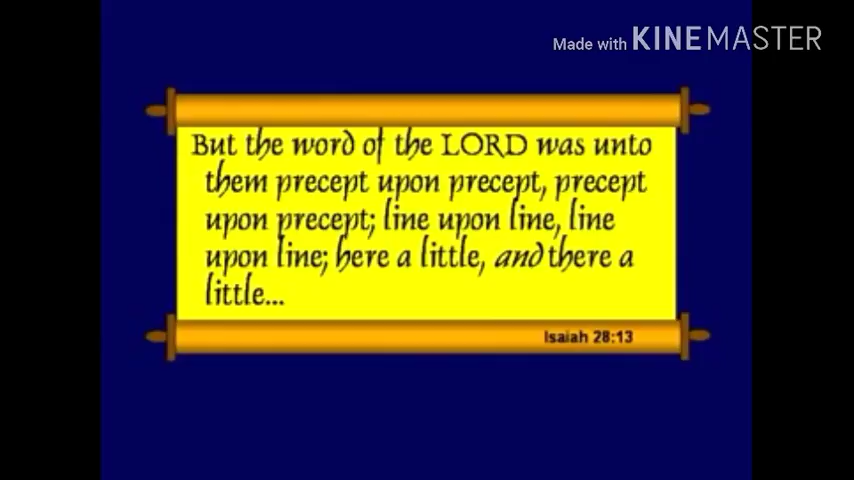 Made with KINEMASTER
But the word of the LORD was unto
them precept upon precept, precept
upon precept; line upon line, line
upon line; here a little, and there a
little...
Isaiah 28:13